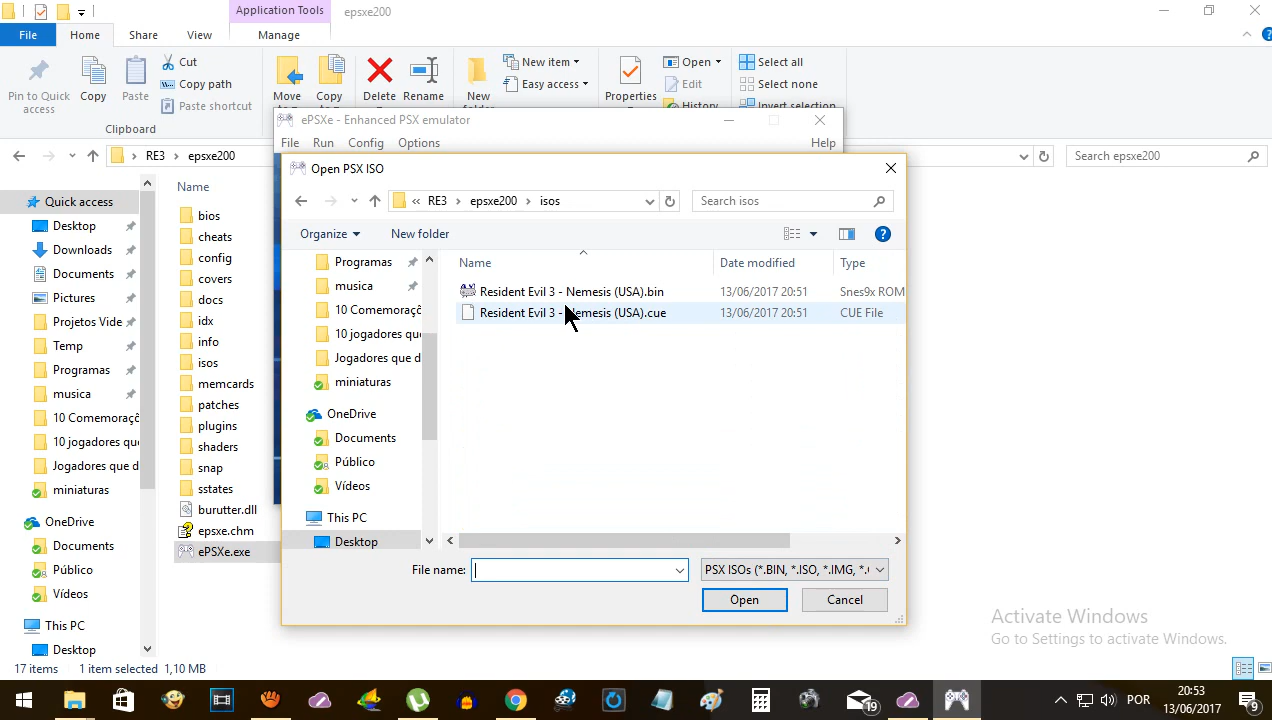 Application Tools
epsxe200
File
Home
Share
View
Manage
Pin to Quick access
Copy
Paste
Cut
Copy path
Paste shortcut
Move
Copy
Delete
Rename
New
New item
Easy access
Properties
Open
Edit
History
Select all
Select none
Invert selection
Clipboard
RE3 > epsxe200
Search epsxe200
ePSXe - Enhanced PSX emulator
File Run Config Options Help
Open PSX ISO
« RE3 > epsxe200 > isos
Search isos
Organize
New folder
Name
Date modified
Type
Resident Evil 3 - Nemesis (USA).bin
13/06/2017 20:51
Snes9x ROM
Resident Evil 3 - Nemesis (USA).cue
13/06/2017 20:51
CUE File
Programas
musica
10 Comemoraç
10 jogadores qu
Jogadores que d
miniaturas
OneDrive
Documents
Público
Vídeos
This PC
Desktop
File name:
PSX ISOs (*.BIN, *.ISO, *.IMG, *.
Open
Cancel
Quick access
Desktop
Downloads
Documents
Pictures
Projetos Vide
Temp
Programas
musica
10 Comemoraçõ
10 jogadores qu
Jogadores que d
miniaturas
OneDrive
Documents
Público
Vídeos
This PC
Desktop
Name
bios
cheats
config
covers
docs
idx
info
isos
memcards
patches
plugins
shaders
snap
sstates
burutter.dll
epsxe.chm
ePSXe.exe
Activate Windows
Go to Settings to activate Windows.
17 items
1 item selected 1,10 MB
19
POR
20:53
13/06/2017
9